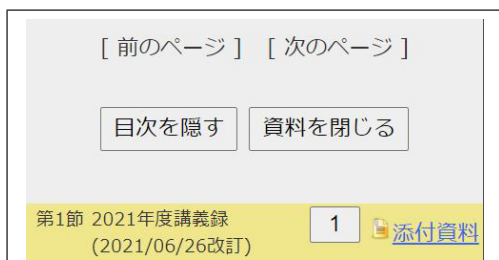 [ 前のページ ] [ 次のページ ]
目次を隠す 資料を閉じる
第1節 2021年度講義録 1 添付資料
(2021/06/26改訂)